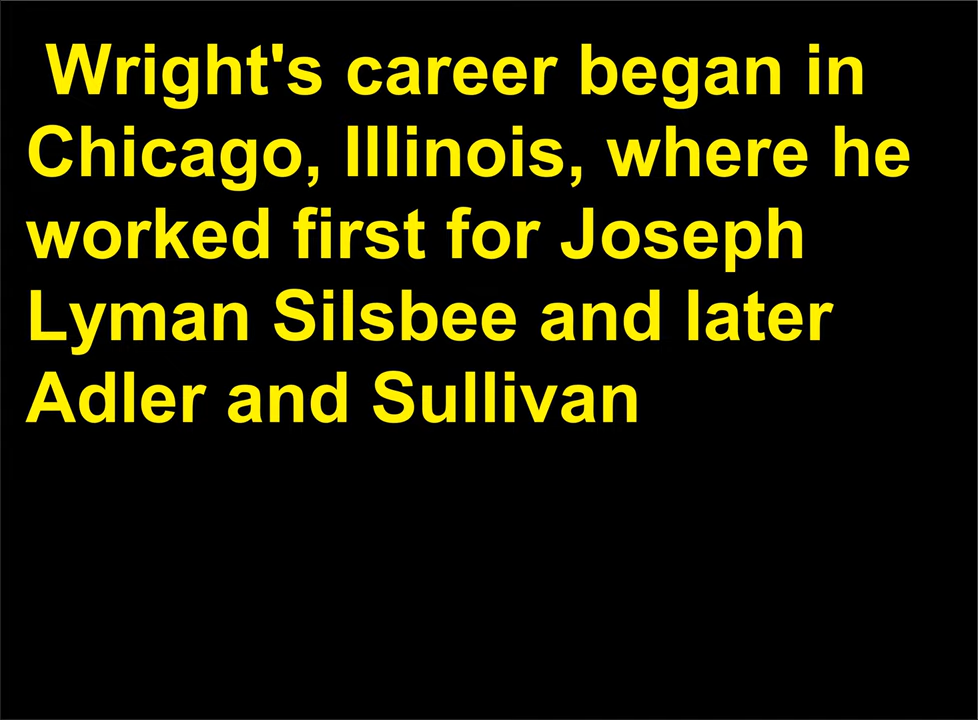 Wright's career began in
Chicago, Illinois, where he
worked first for Joseph
Lyman Silsbee and later
Adler and Sullivan